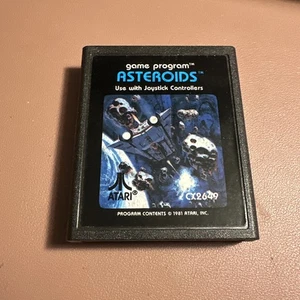 game program™
ASTEROIDS™
Use with Joystick Controllers
ATARI®
CX2649
PROGRAM CONTENTS © 1981 ATARI, INC.